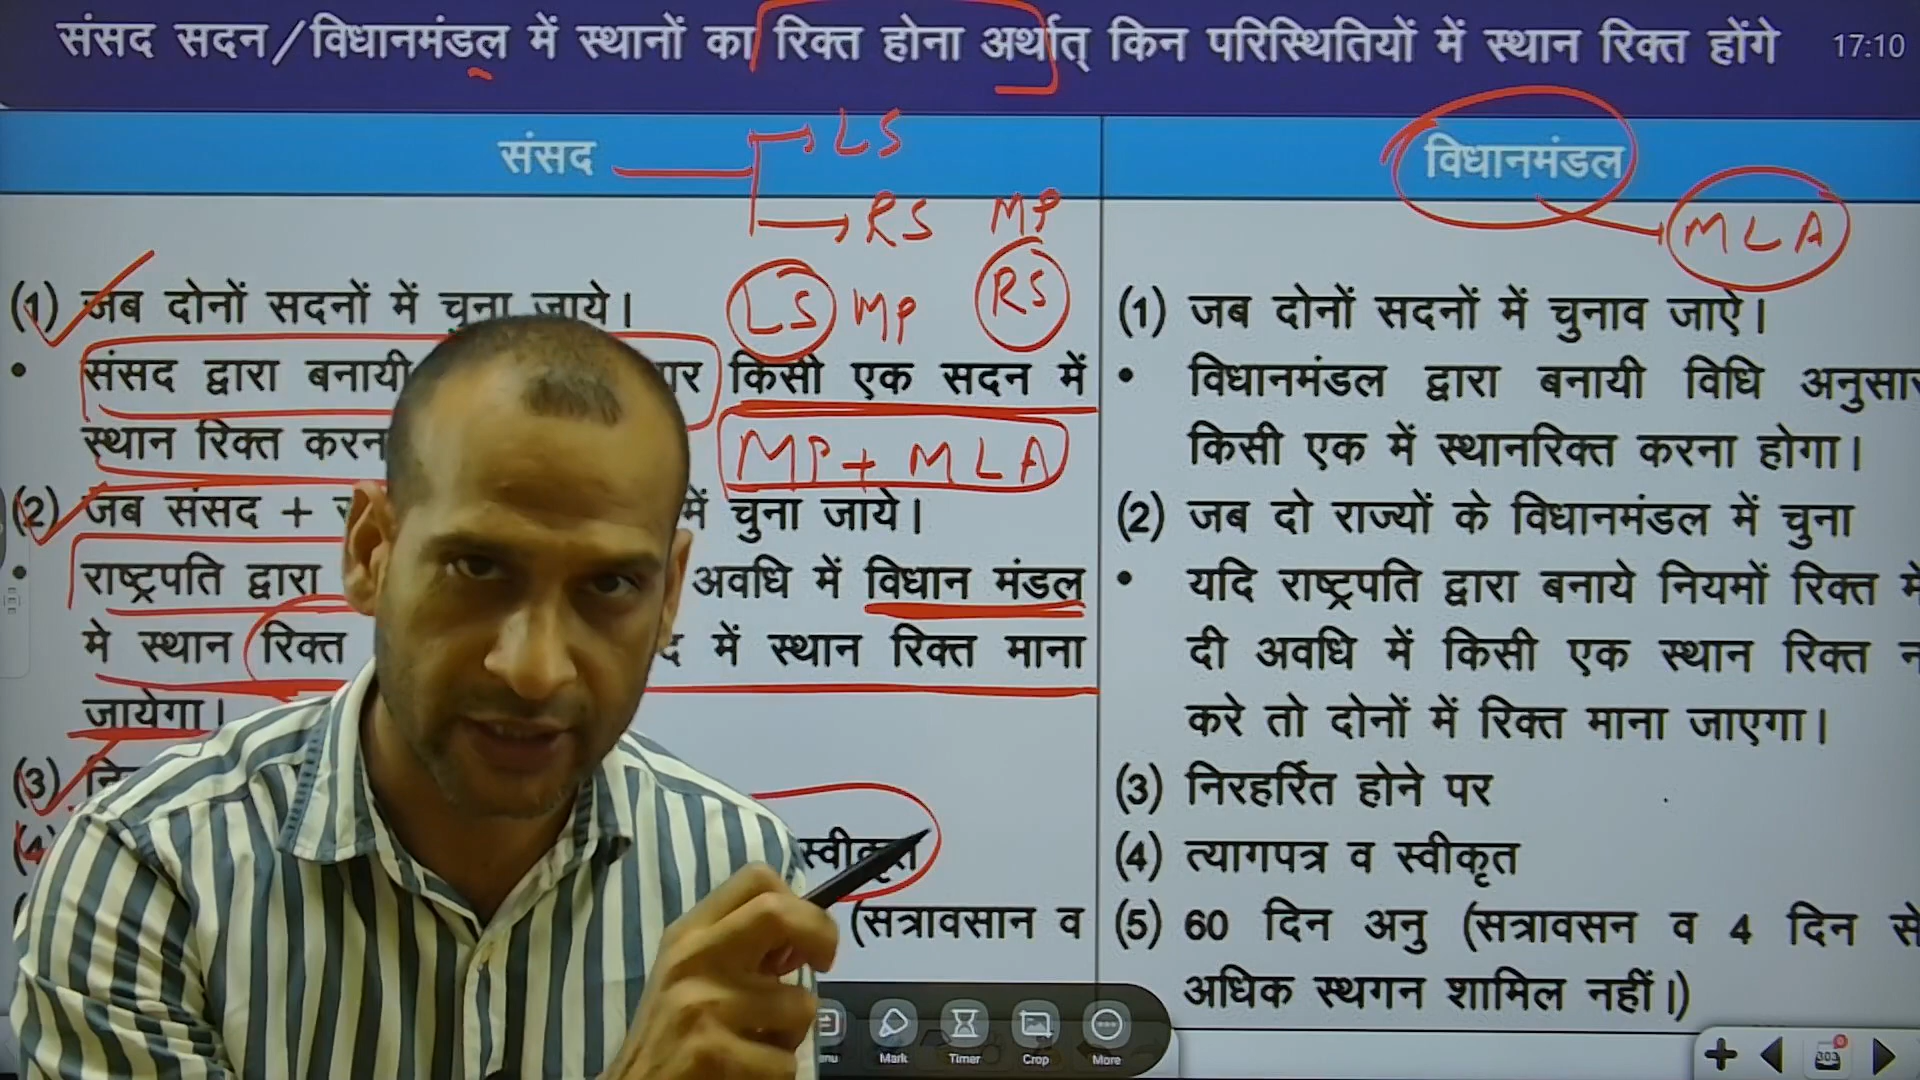 संसद सदन/विधानमंडल में स्थानों का रिक्त होना अर्थात् किन परिस्थितियों में स्थान रिक्त होंगे 17:10
संसद
LS
RS MP
LS MP RS
(1) जब दोनों सदनों में चुना जाये।
• संसद द्वारा बनायी किसी एक सदन में
स्थान रिक्त
MP + MLA
(2) जब संसद + में चुना जाये।
• राष्ट्रपति द्वारा अवधि में विधान मंडल
मे स्थान रिक्त में स्थान रिक्त माना
जायेगा।
(3)
(4) स्वीकृत
(सत्रावसान व
विधानमंडल
MLA
(1) जब दोनों सदनों में चुनाव जाऐ।
• विधानमंडल द्वारा बनायी विधि अनुसार
किसी एक में स्थानरिक्त करना होगा।
(2) जब दो राज्यों के विधानमंडल में चुना
• यदि राष्ट्रपति द्वारा बनाये नियमों रिक्त
दी अवधि में किसी एक स्थान रिक्त
करे तो दोनों में रिक्त माना जाएगा।
(3) निरहर्रित होने पर
(4) त्यागपत्र व स्वीकृत
(5) 60 दिन अनु (सत्रावसन व 4 दिन से
अधिक स्थगन शामिल नहीं।)
Mark Timer Crop More
303